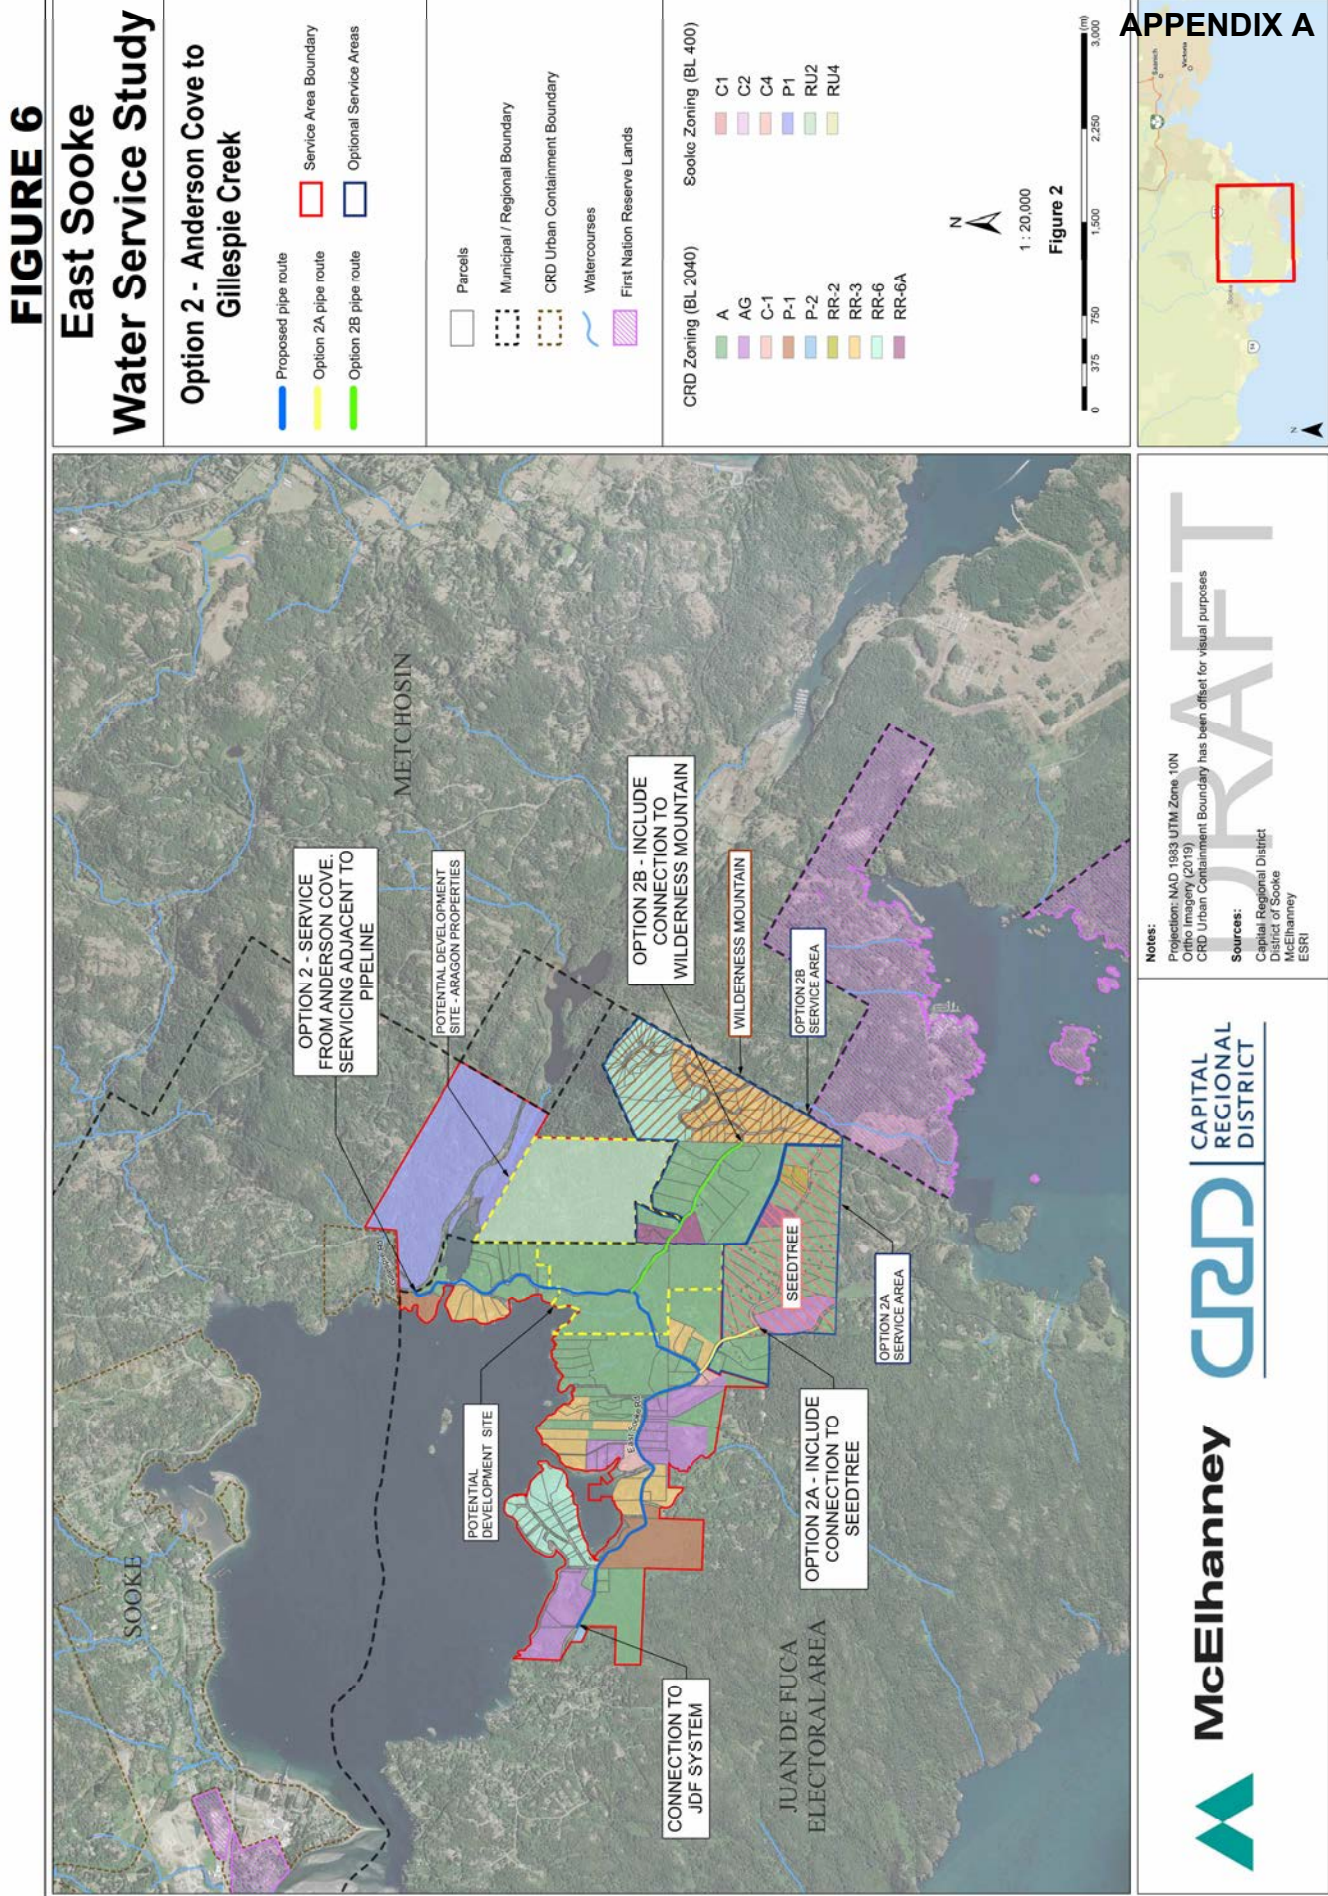 APPENDIX A
FIGURE 6
East Sooke
Water Service Study
Option 2 - Anderson Cove to
Gillespie Creek
Proposed pipe route
Option 2A pipe route
Option 2B pipe route
Service Area Boundary
Optional Service Areas
Parcels
Municipal / Regional Boundary
CRD Urban Containment Boundary
Watercourses
First Nation Reserve Lands
CRD Zoning (BL 2040)
A
AG
C-1
P-1
P-2
RR-2
RR-3
RR-6
RR-6A
Sooke Zoning (BL 400)
C1
C2
C4
P1
RU2
RU4
N
1 : 20,000
Figure 2
0 375 750 1,500 2,250 3,000
(m)
Saanich
Victoria
Sooke
N
SOOKE
METCHOSIN
JUAN DE FUCA
ELECTORAL AREA
OPTION 2 - SERVICE
FROM ANDERSON COVE.
SERVICING ADJACENT TO
PIPELINE
POTENTIAL DEVELOPMENT
SITE - ARAGON PROPERTIES
OPTION 2B - INCLUDE
CONNECTION TO
WILDERNESS MOUNTAIN
WILDERNESS MOUNTAIN
OPTION 2B
SERVICE AREA
POTENTIAL
DEVELOPMENT SITE
SEEDTREE
OPTION 2A
SERVICE AREA
OPTION 2A - INCLUDE
CONNECTION TO
SEEDTREE
East Sooke Rd
CONNECTION TO
JDF SYSTEM
McElhanney
CRD
CAPITAL
REGIONAL
DISTRICT
Notes:
Projection: NAD 1983 UTM Zone 10N
Ortho Imagery (2019)
CRD Urban Containment Boundary has been offset for visual purposes
Sources:
Capital Regional District
District of Sooke
McElhanney
ESRI
DRAFT